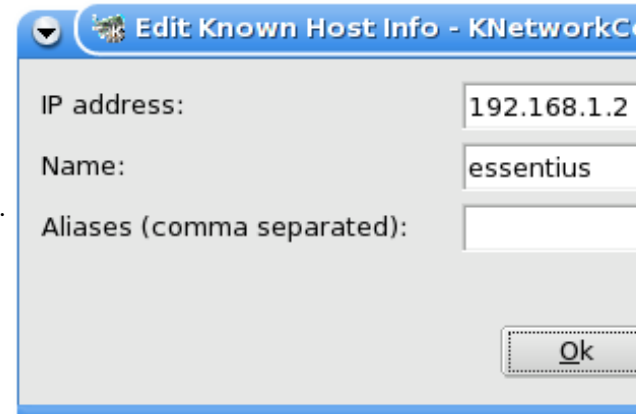 Edit Known Host Info - KNetworkC
IP address:
192.168.1.2
Name:
essentius
.
Aliases (comma separated):
Ok